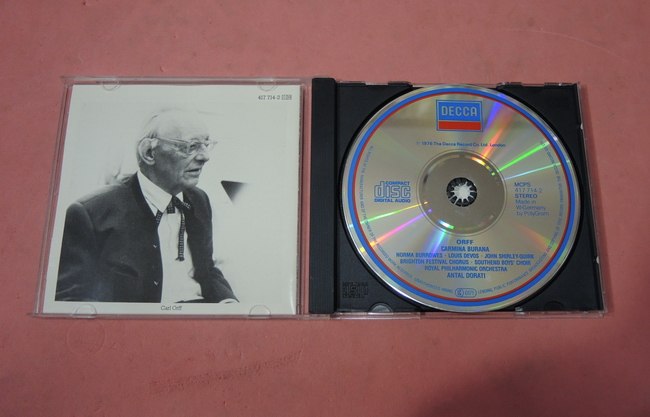 417 714-2
Carl Orff
DECCA
℗ 1976 The Decca Record Co. Ltd. London
COMPACT
disc
DIGITAL AUDIO
MCPS
417 714-2
STEREO
Made in
W.Germany
by PolyGram
ORFF
CARMINA BURANA
NORMA BURROWES · LOUIS DEVOS · JOHN SHIRLEY-QUIRK
BRIGHTON FESTIVAL CHORUS · SOUTHEND BOYS' CHOIR
ROYAL PHILHARMONIC ORCHESTRA
ANTAL DORATI